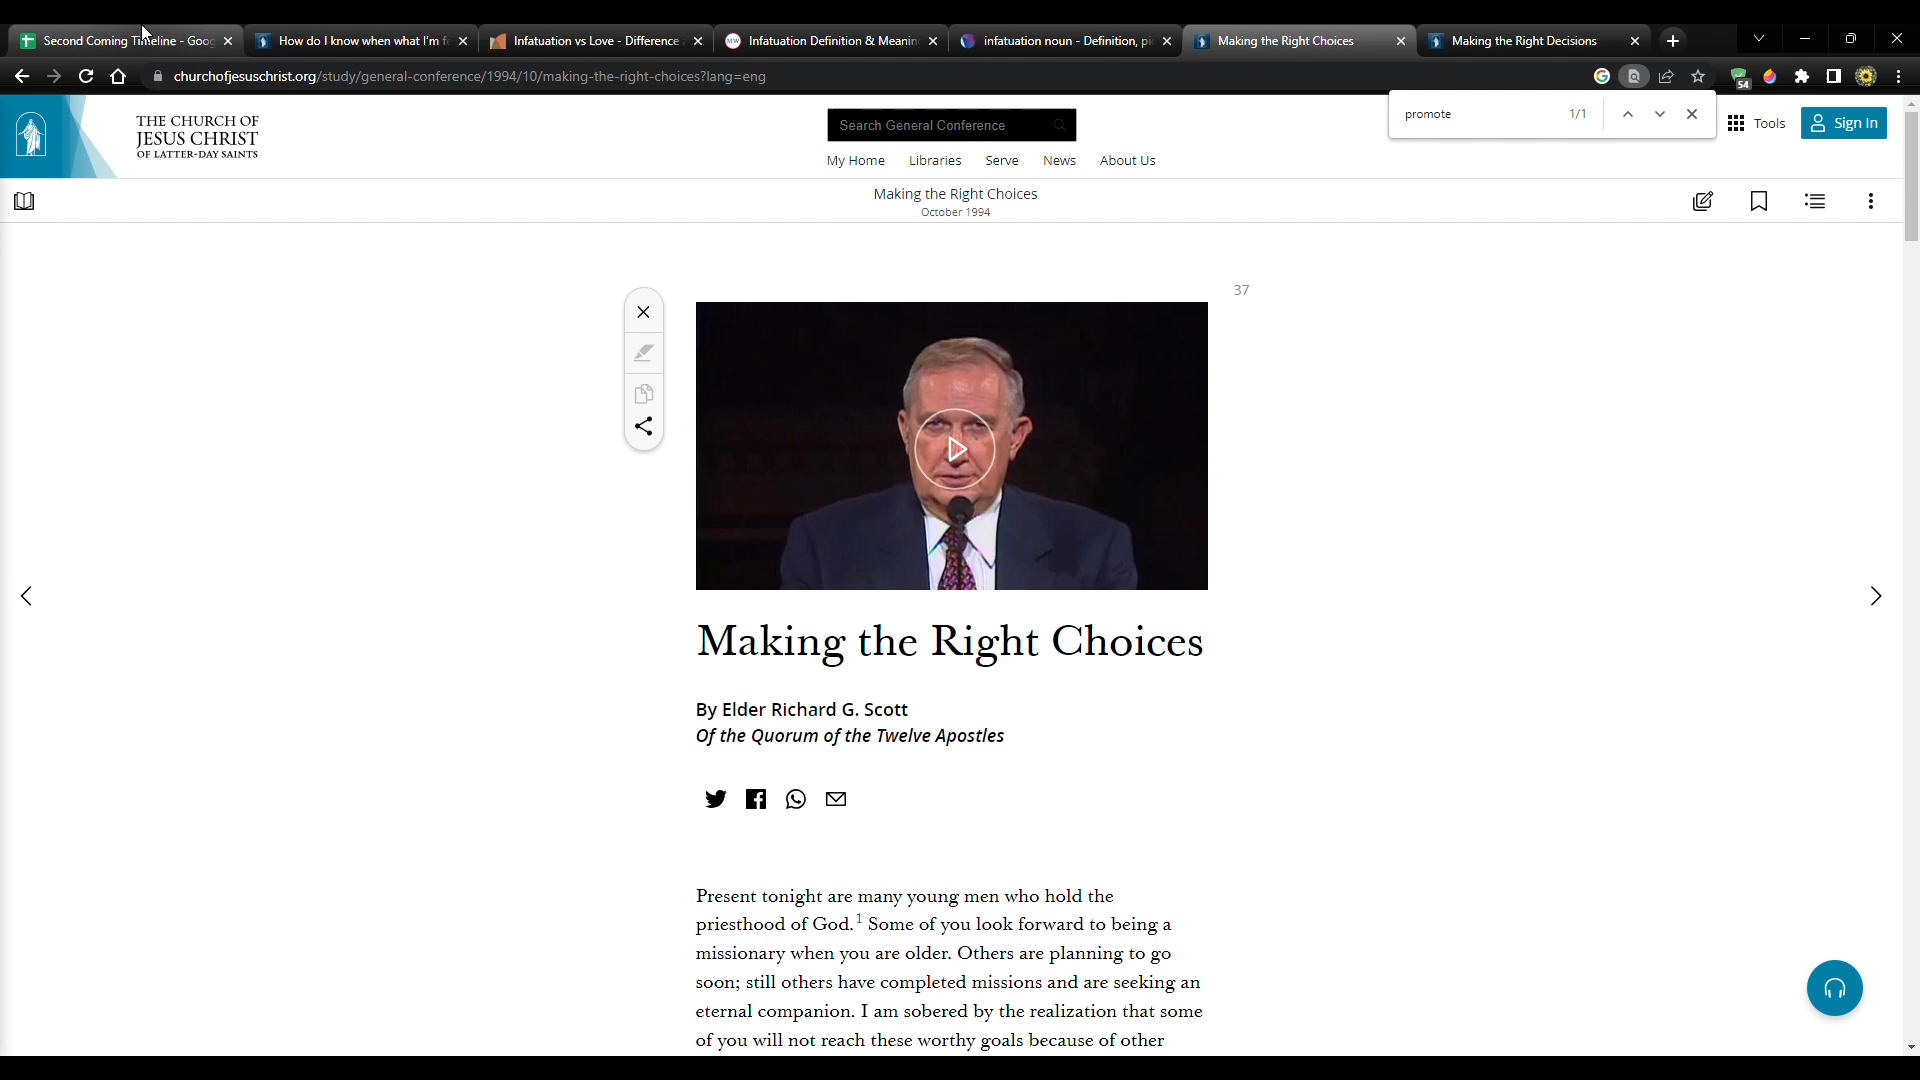 Second Coming Timeline - Goog
How do I know when what I'm f
Infatuation vs Love - Difference
Infatuation Definition & Meanin
infatuation noun - Definition, pi
Making the Right Choices
Making the Right Decisions
churchofjesuschrist.org/study/general-conference/1994/10/making-the-right-choices?lang=eng
54
promote
1/1
THE CHURCH OF
JESUS CHRIST
OF LATTER-DAY SAINTS
Search General Conference
Tools
Sign In
My Home Libraries Serve News About Us
Making the Right Choices
October 1994
37
Making the Right Choices
By Elder Richard G. Scott
Of the Quorum of the Twelve Apostles
Present tonight are many young men who hold the
priesthood of God.1 Some of you look forward to being a
missionary when you are older. Others are planning to go
soon; still others have completed missions and are seeking an
eternal companion. I am sobered by the realization that some
of you will not reach these worthy goals because of other